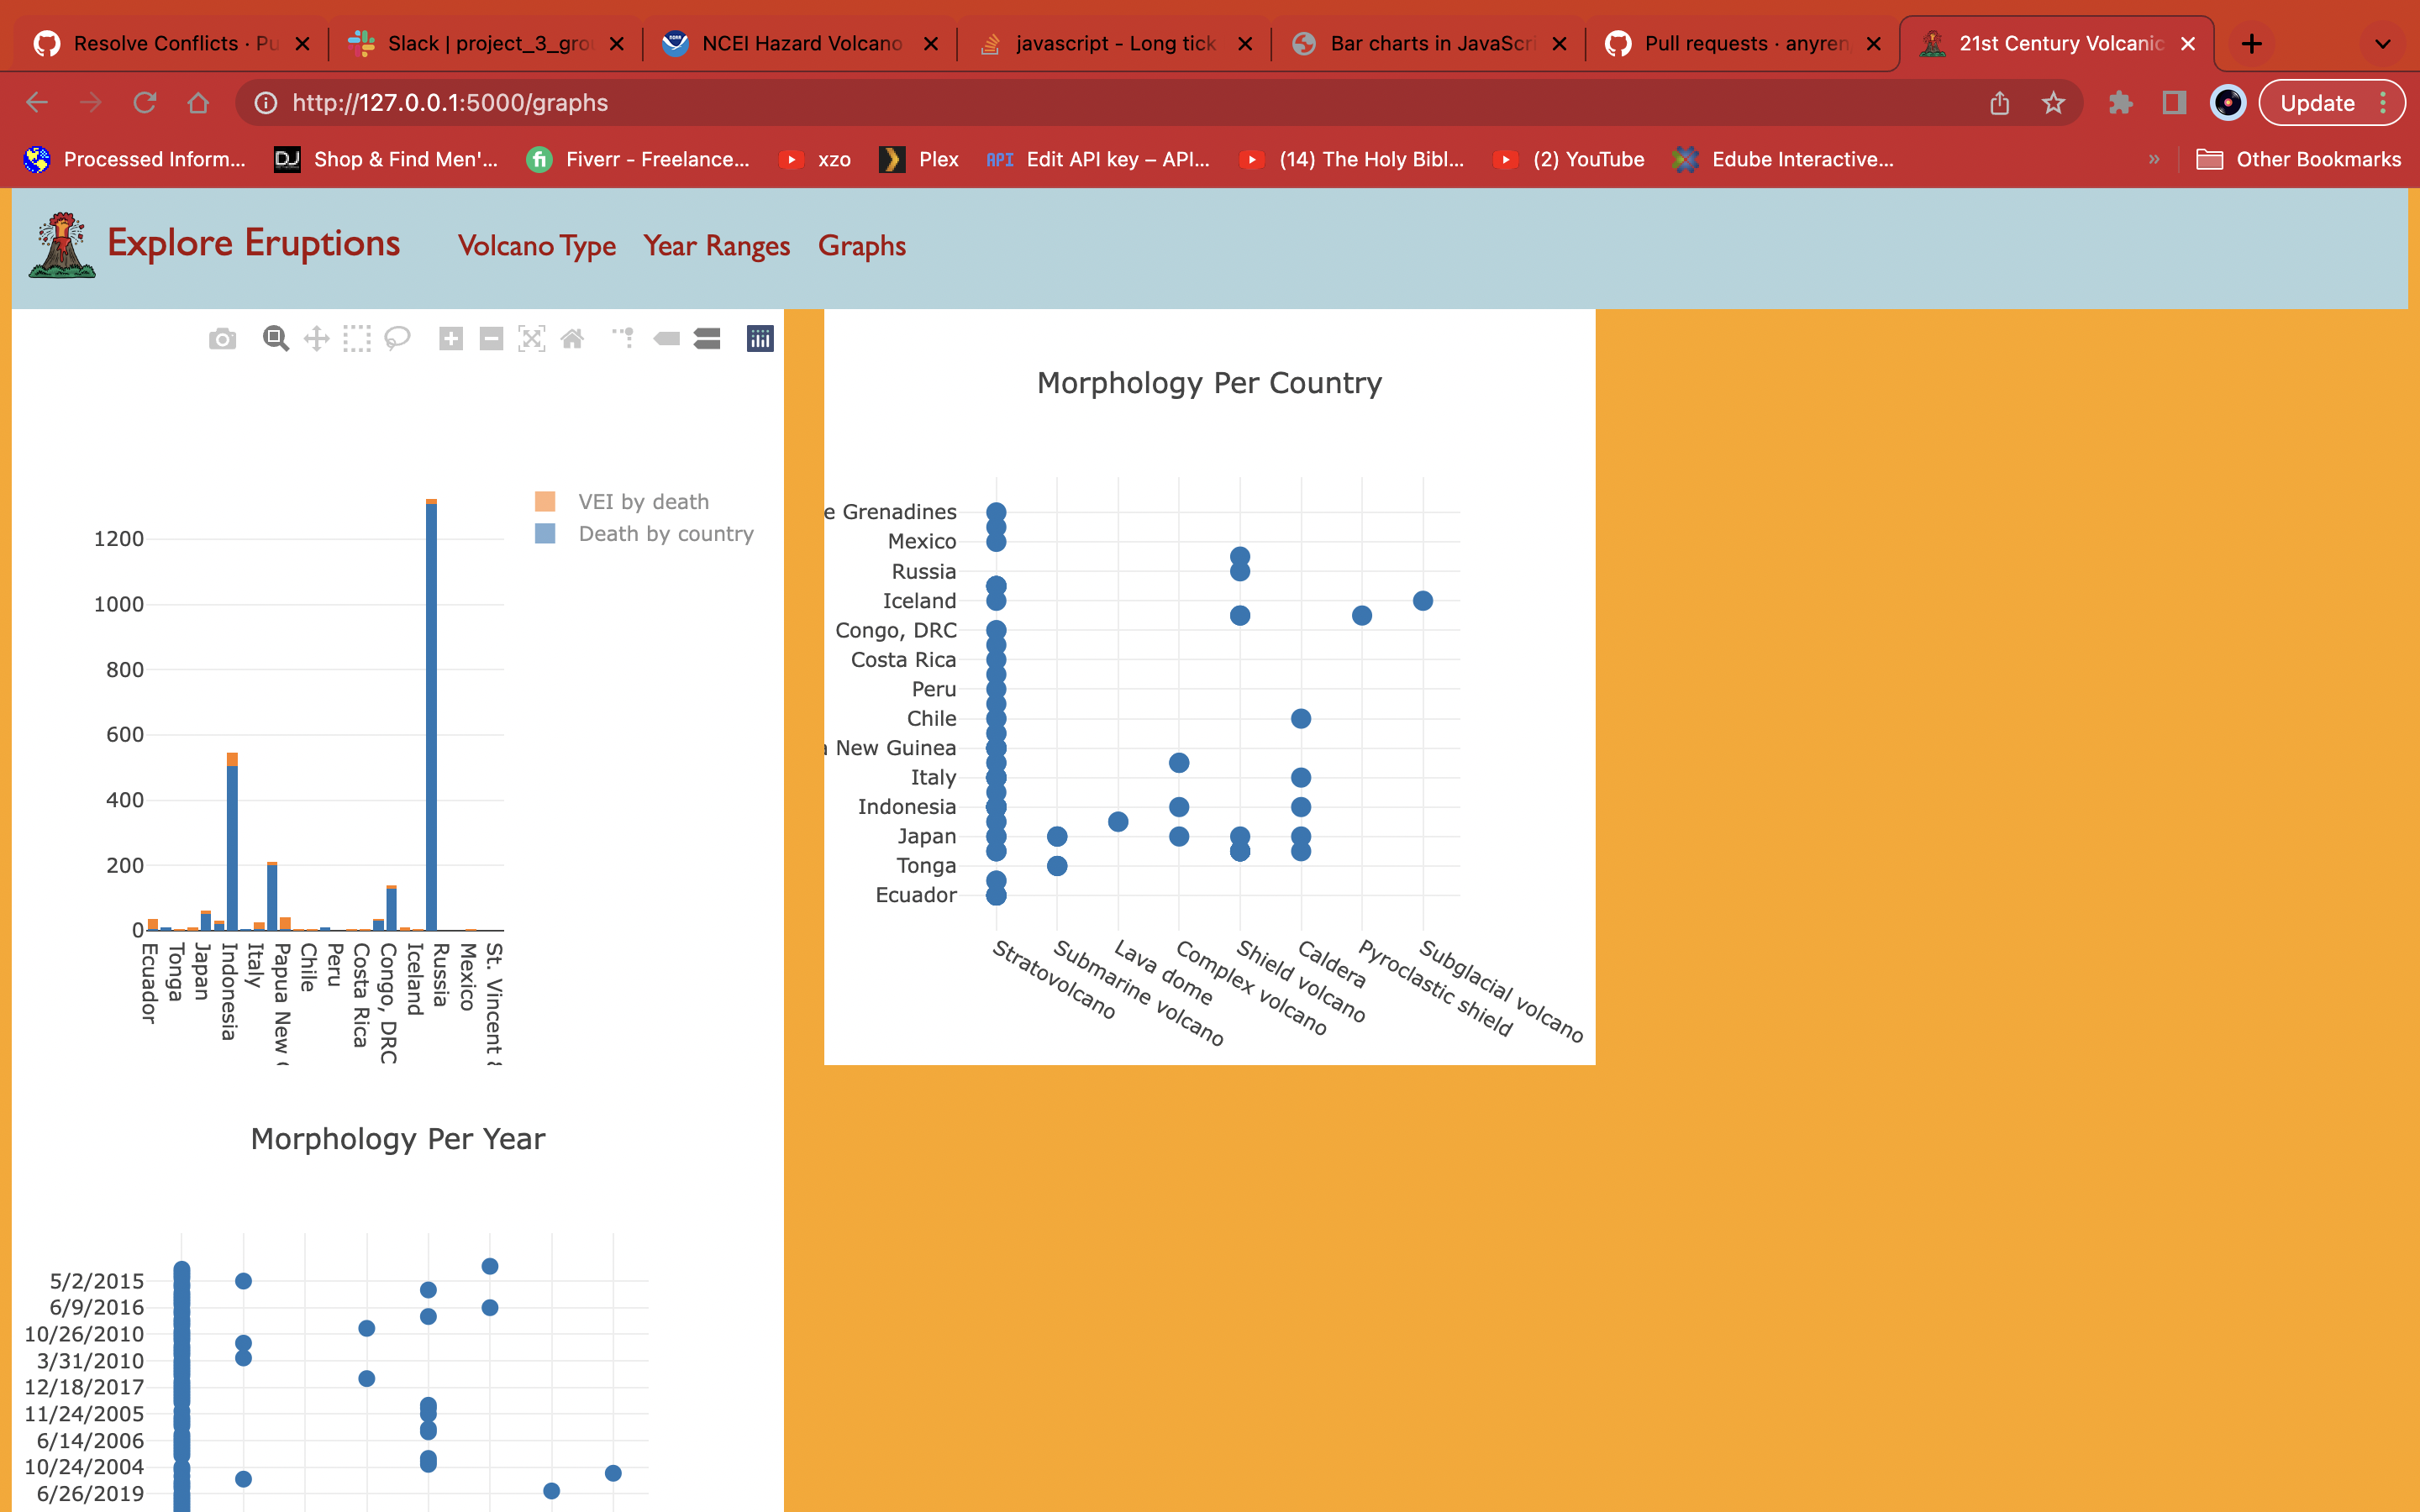 Resolve Conflicts · Pu
Slack | project_3_gro
NCEI Hazard Volcano
javascript - Long tick
Bar charts in JavaScri
Pull requests · anyren
21st Century Volcanic
http://127.0.0.1:5000/graphs
Update
Processed Inform...
DJ
Shop & Find Men'...
fi
Fiverr - Freelance...
xzo
Plex
API
Edit API key – API...
(14) The Holy Bibl...
(2) YouTube
Edube Interactive...
»
Other Bookmarks
Explore Eruptions
Volcano Type
Year Ranges
Graphs
VEI by death
Death by country
1200
1000
800
600
400
200
0
Ecuador
Tonga
Japan
Indonesia
Italy
Papua New
Chile
Peru
Costa Rica
Congo, DRC
Iceland
Russia
Mexico
St. Vincent &
Morphology Per Country
e Grenadines
Mexico
Russia
Iceland
Congo, DRC
Costa Rica
Peru
Chile
New Guinea
Italy
Indonesia
Japan
Tonga
Ecuador
Stratovolcano
Submarine volcano
Lava dome
Complex volcano
Shield volcano
Caldera
Pyroclastic shield
Subglacial volcano
Morphology Per Year
5/2/2015
6/9/2016
10/26/2010
3/31/2010
12/18/2017
11/24/2005
6/14/2006
10/24/2004
6/26/2019